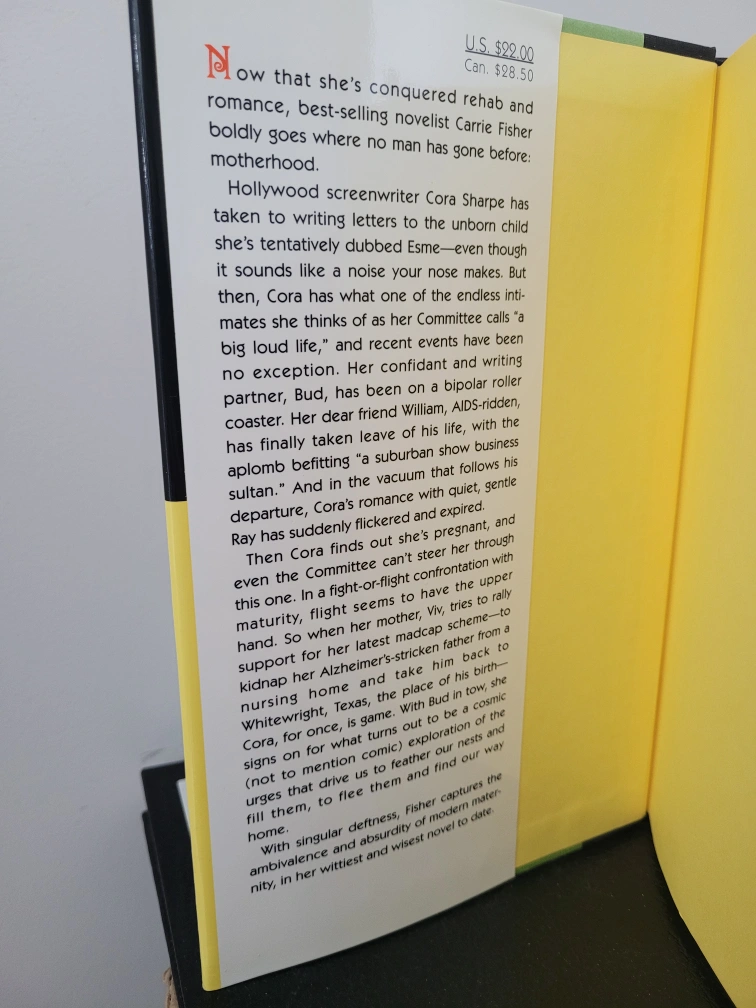 U.S. $22.00
Can. $28.50
Now that she's conquered rehab and
romance, best-selling novelist Carrie Fisher
boldly goes where no man has gone before:
motherhood.
Hollywood screenwriter Cora Sharpe has
taken to writing letters to the unborn child
she's tentatively dubbed Esme—even though
it sounds like a noise your nose makes. But
then, Cora has what one of the endless inti-
mates she thinks of as her Committee calls "a
big loud life," and recent events have been
no exception. Her confidant and writing
partner, Bud, has been on a bipolar roller
coaster. Her dear friend William, AIDS-ridden,
has finally taken leave of his life, with the
aplomb befitting "a suburban show business
sultan." And in the vacuum that follows his
departure, Cora's romance with quiet, gentle
Ray has suddenly flickered and expired.
Then Cora finds out she's pregnant, and
even the Committee can't steer her through
this one. In a fight-or-flight confrontation with
maturity, flight seems to have the upper
hand. So when her mother, Viv, tries to rally
support for her latest madcap scheme—to
kidnap her Alzheimer's-stricken father from a
nursing home and take him back to
Whitewright, Texas, the place of his birth—
Cora, for once, is game. With Bud in tow, she
signs on for what turns out to be a cosmic
(not to mention comic) exploration of the
urges that drive us to feather our nests and
fill them, to flee them and find our way
home.
With singular deftness, Fisher captures the
ambivalence and absurdity of modern mater-
nity, in her wittiest and wisest novel to date.